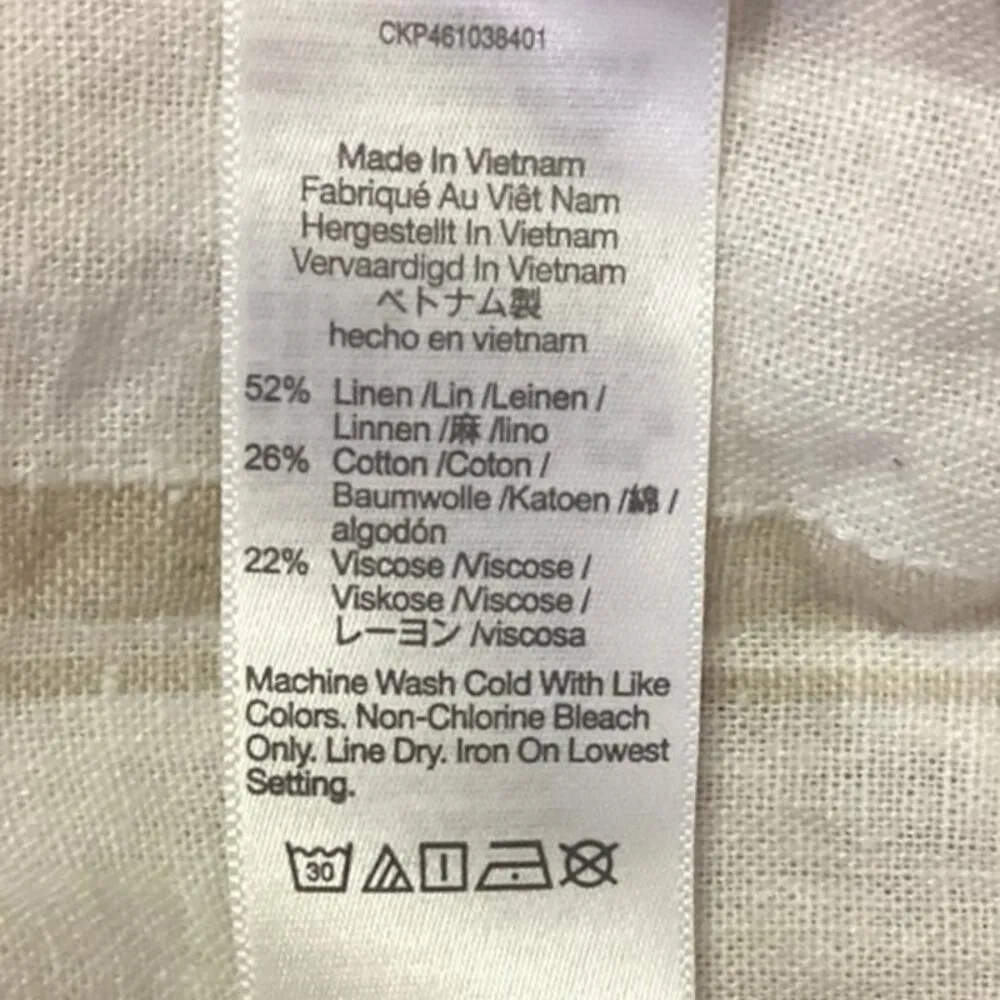 CKP461038401
Made In Vietnam
Fabriqué Au Viêt Nam
Hergestellt In Vietnam
Vervaardigd In Vietnam
ベトナム製
hecho en vietnam
52% Linen /Lin /Leinen /
Linnen /麻 /lino
26% Cotton /Coton /
Baumwolle /Katoen /綿 /
algodón
22% Viscose /Viscose /
Viskose /Viscose /
レーヨン /viscosa
Machine Wash Cold With Like
Colors. Non-Chlorine Bleach
Only. Line Dry. Iron On Lowest
Setting.
30